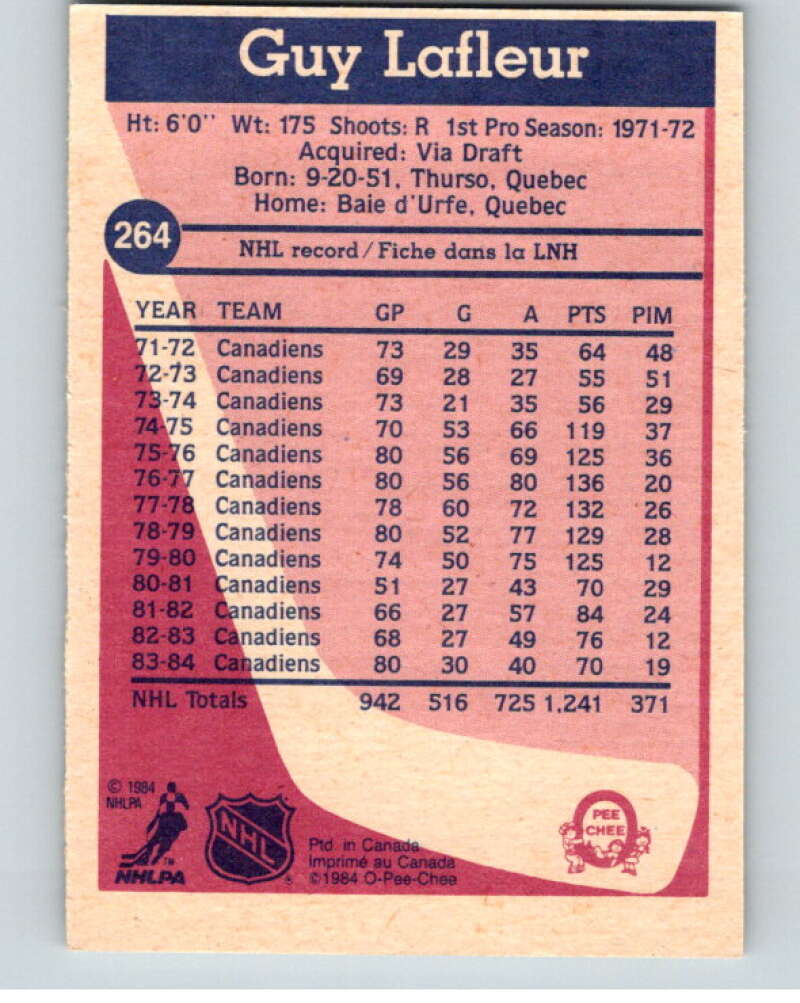 Guy Lafleur
Ht: 6'0" Wt: 175 Shoots: R 1st Pro Season: 1971-72
Acquired: Via Draft
Born: 9-20-51, Thurso, Quebec
Home: Baie d'Urfe, Quebec
264
NHL record/Fiche dans la LNH
YEAR TEAM GP G A PTS PIM
71-72 Canadiens 73 29 35 64 48
72-73 Canadiens 69 28 27 55 51
73-74 Canadiens 73 21 35 56 29
74-75 Canadiens 70 53 66 119 37
75-76 Canadiens 80 56 69 125 36
76-77 Canadiens 80 56 80 136 20
77-78 Canadiens 78 60 72 132 26
78-79 Canadiens 80 52 77 129 28
79-80 Canadiens 74 50 75 125 12
80-81 Canadiens 51 27 43 70 29
81-82 Canadiens 66 27 57 84 24
82-83 Canadiens 68 27 49 76 12
83-84 Canadiens 80 30 40 70 19
NHL Totals 942 516 725 1,241 371
© 1984
NHLPA
TM
NHLPA
NHL
®
Ptd in Canada
Imprimé au Canada
©1984 O-Pee-Chee
PEE
CHEE